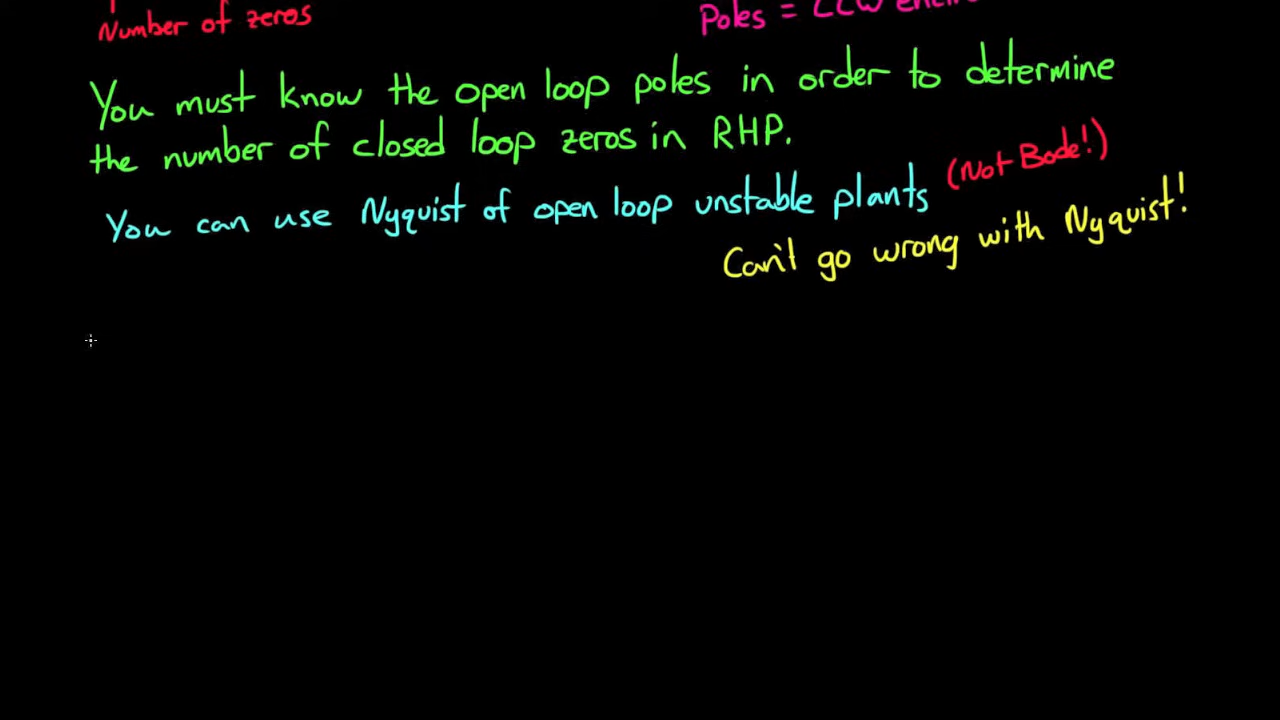 Number of zeros
Poles = CCW
You must know the open loop poles in order to determine
the number of closed loop zeros in RHP.
You can use Nyquist of open loop unstable plants (Not Bode!)
Can't go wrong with Nyquist!